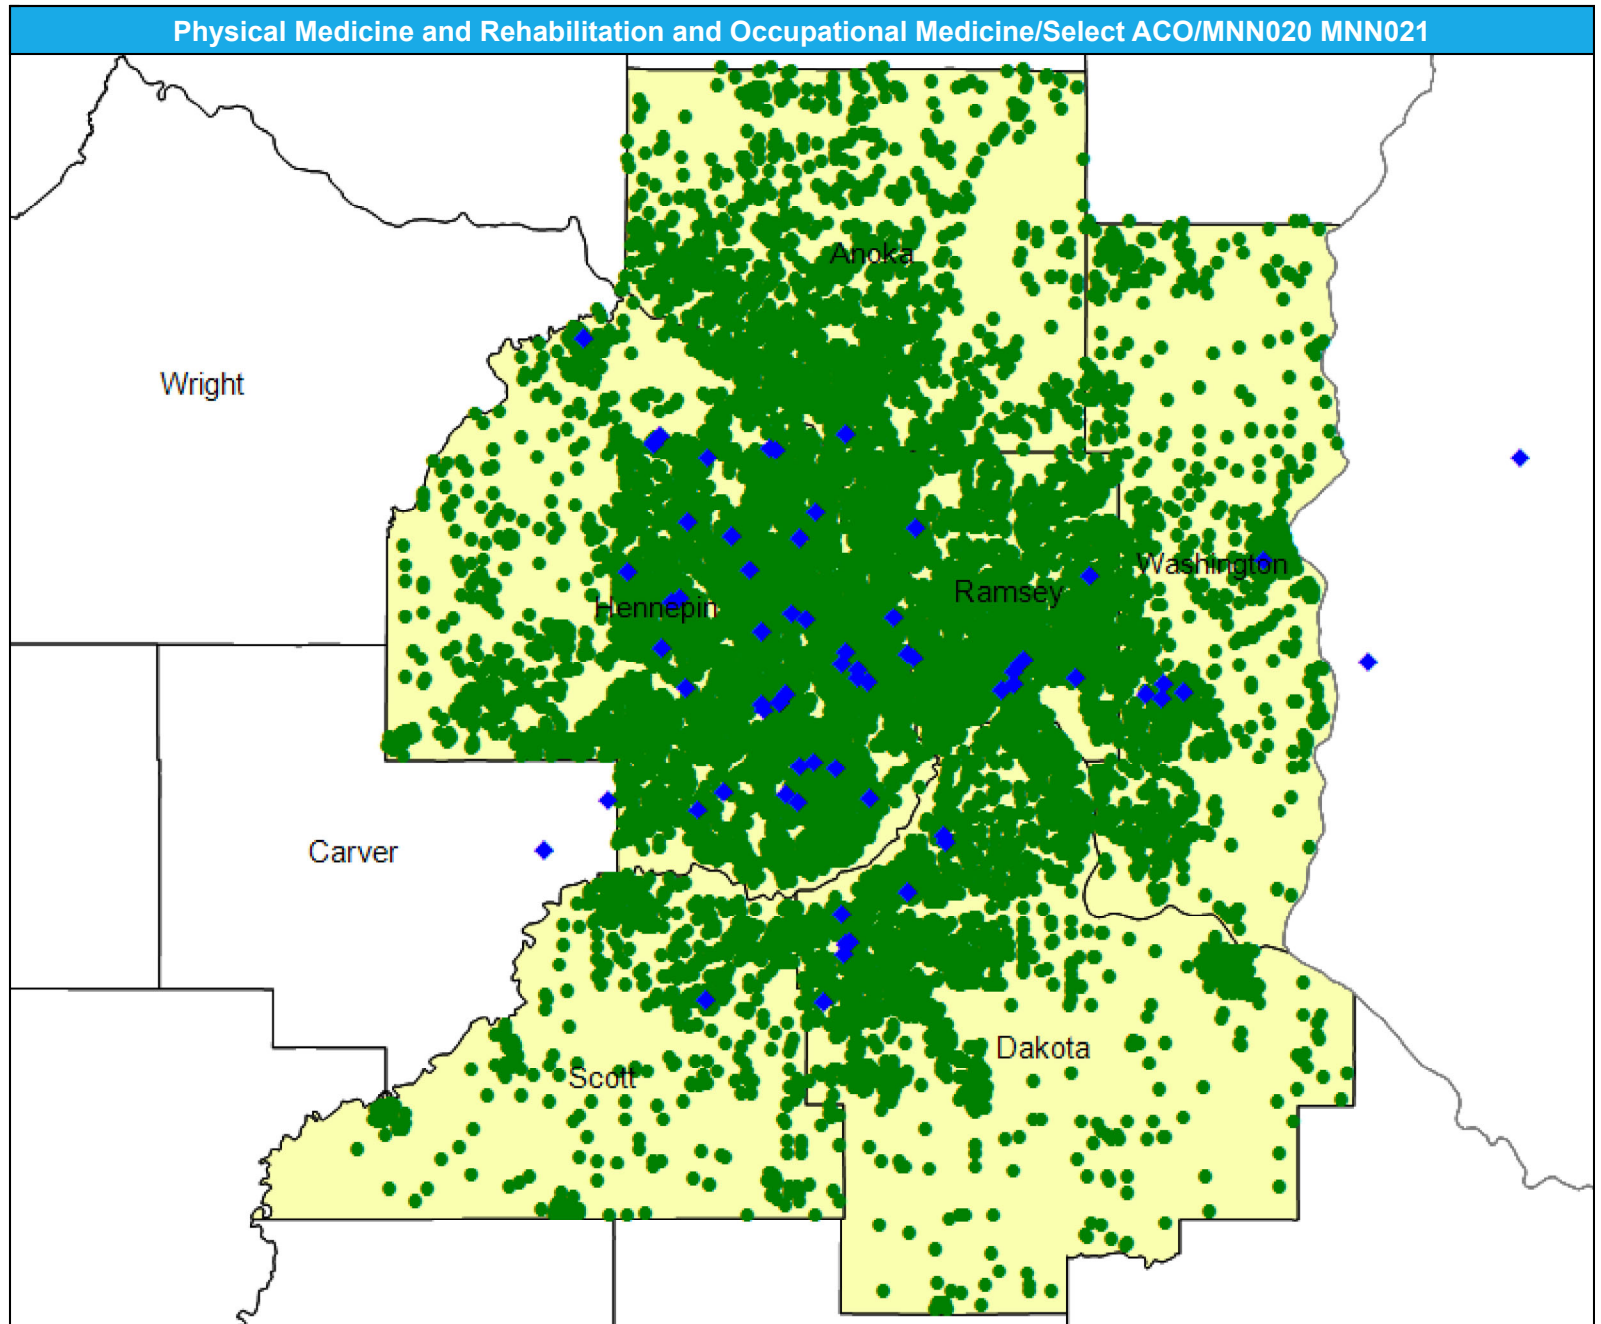 Physical Medicine and Rehabilitation and Occupational Medicine/Select ACO/MNN020 MNN021
Anoka
Wright
Washington
Ramsey
Hennepin
Carver
Dakota
Scott